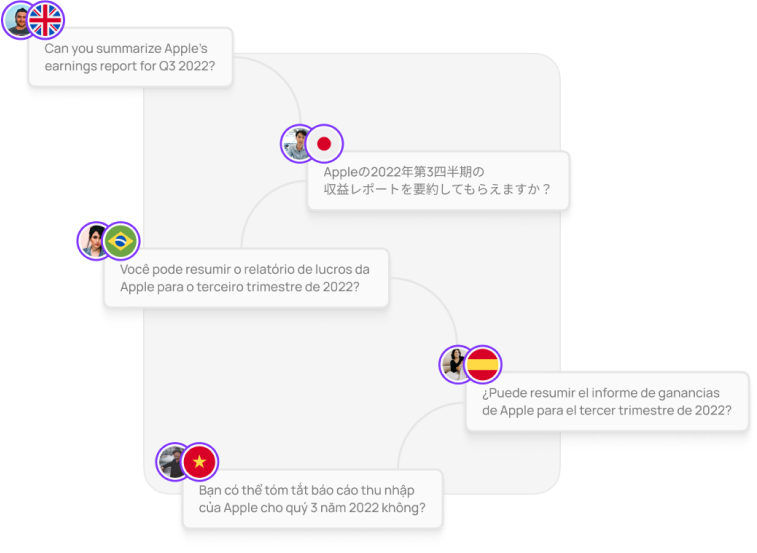 Can you summarize Apple's
earnings report for Q3 2022?
Appleの2022年第3四半期の
収益レポートを要約してもらえますか？
Você pode resumir o relatório de lucros da
Apple para o terceiro trimestre de 2022?
¿Puede resumir el informe de ganancias
de Apple para el tercer trimestre de 2022?
Bạn có thể tóm tắt báo cáo thu nhập
của Apple cho quý 3 năm 2022 không?